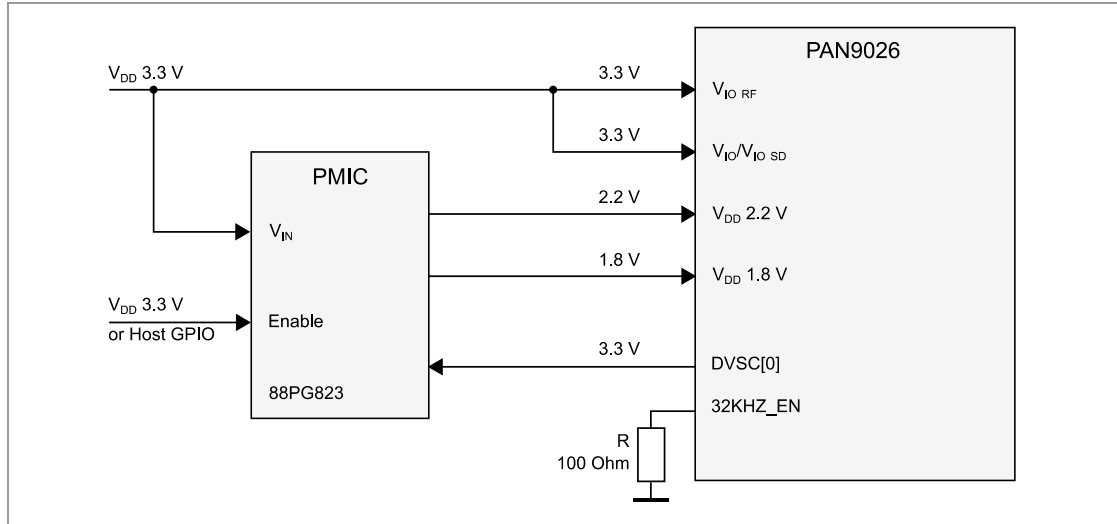 PAN9026
V_DD 3.3 V
3.3 V
V_IO RF
3.3 V
V_IO/V_IO SD
PMIC
2.2 V
V_DD 2.2 V
V_IN
1.8 V
V_DD 1.8 V
V_DD 3.3 V
or Host GPIO
Enable
3.3 V
DVSC[0]
88PG823
32KHZ_EN
R
100 Ohm